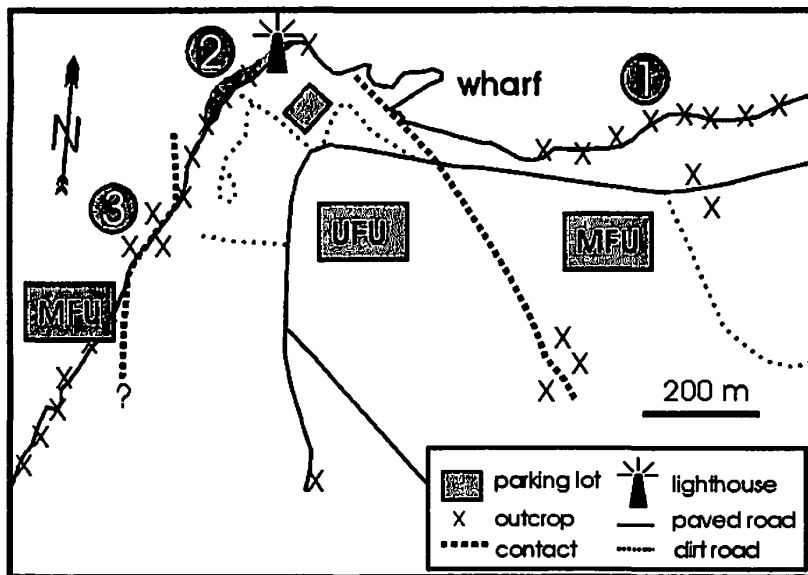 2
1
wharf
N
3
UFU
MFU
MFU
?
200 m
parking lot
lighthouse
x outcrop
paved road
contact
dirt road